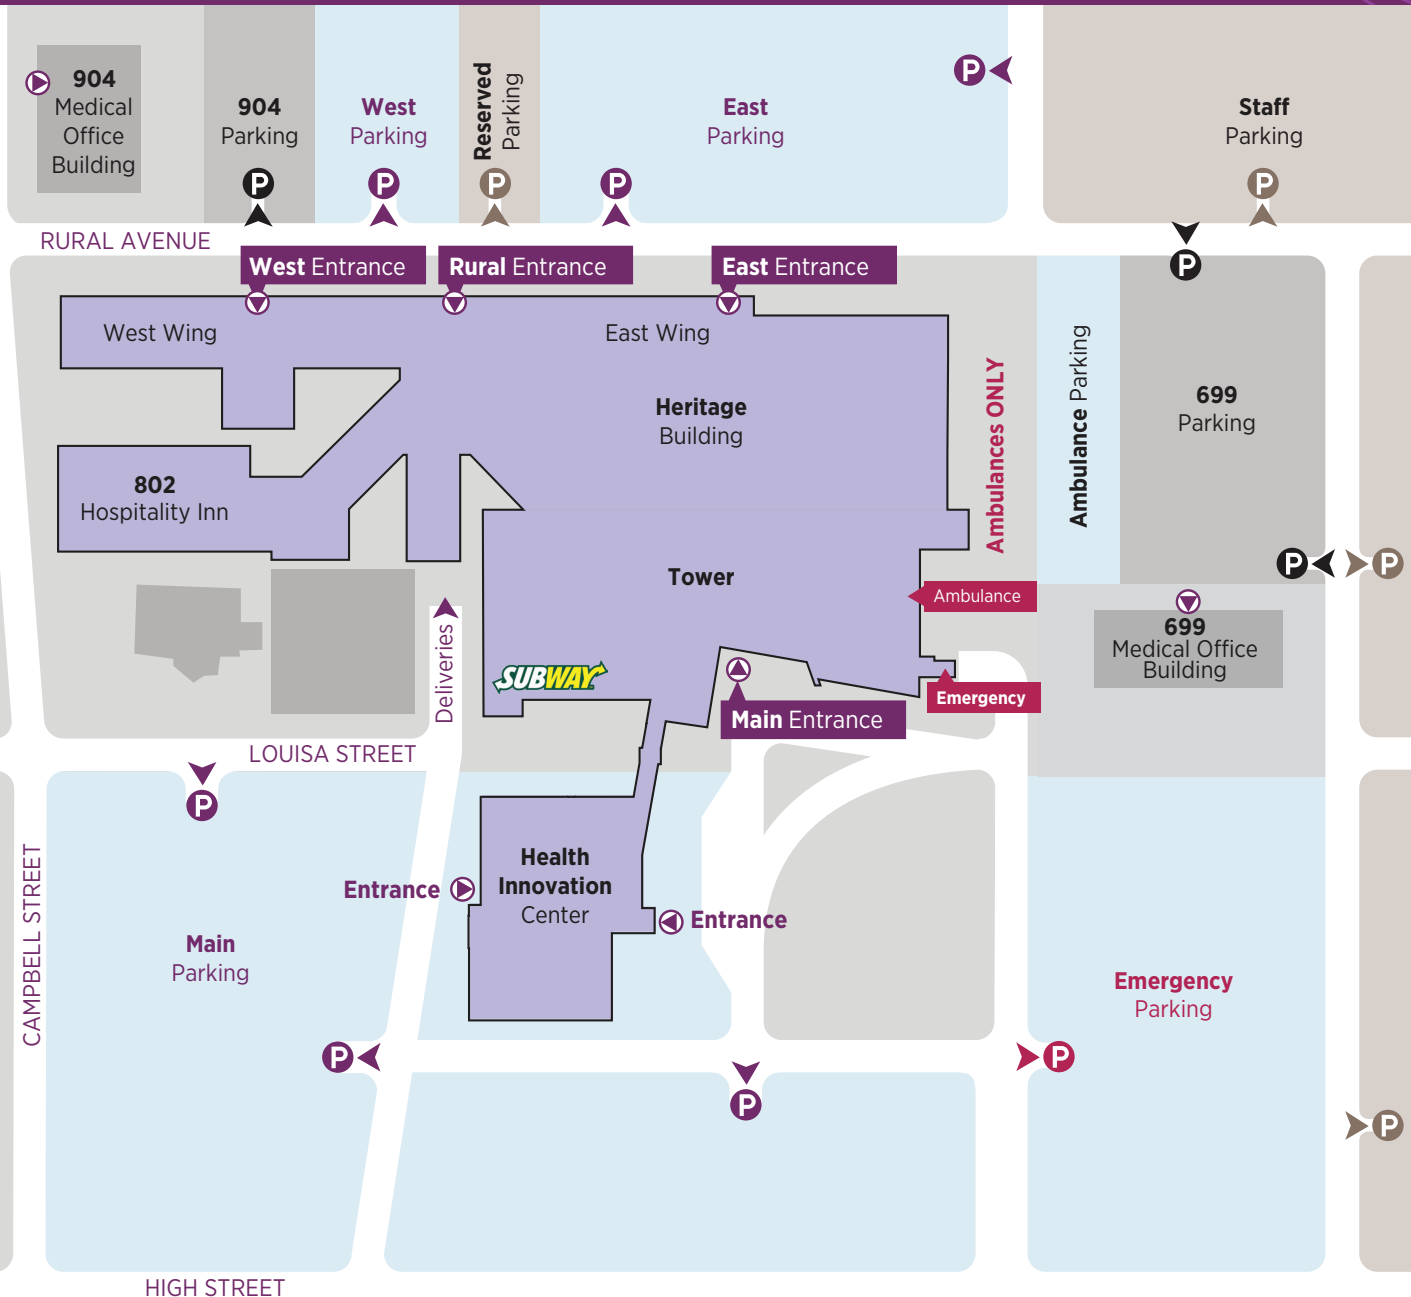 904
Medical
Office
Building
904
Parking
West
Parking
Reserved
Parking
East
Parking
P
Staff
Parking
P
P
P
P
P
RURAL AVENUE
West Entrance
Rural Entrance
East Entrance
P
West Wing
East Wing
Heritage
Building
Ambulances ONLY
Ambulance Parking
699
Parking
802
Hospitality Inn
Tower
P
P
Ambulance
699
Medical Office
Building
Deliveries
SUBWAY
Emergency
Main Entrance
LOUISA STREET
P
CAMPBELL STREET
Health
Innovation
Center
Entrance
Entrance
Main
Parking
Emergency
Parking
P
P
P
P
HIGH STREET